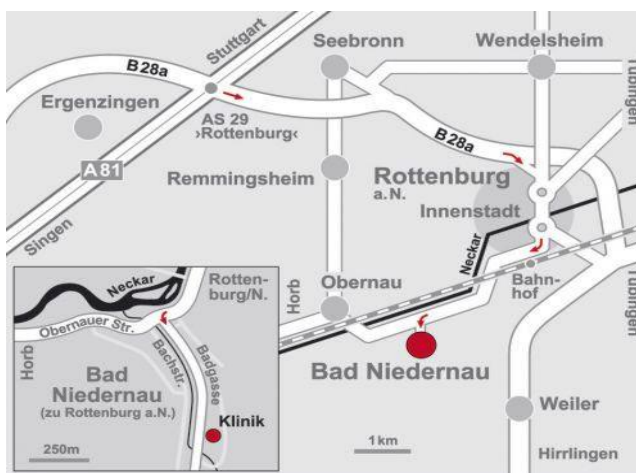 Stuttgart
Seebronn
Wendelsheim
B28a
Tübingen
Ergenzingen
AS 29
›Rottenburg‹
B28a
A81
Remmingsheim
Rottenburg
a.N.
Innenstadt
Singen
Neckar
Bahn-
hof
Horb
Obernau
Tübingen
Bad Niedernau
Weiler
1km
Hirrlingen
Neckar
Rotten-
burg/N.
Obernauer Str.
Horb
Bachstr.
Badgasse
Bad
Niedernau
(zu Rottenburg a.N.)
Klinik
250m